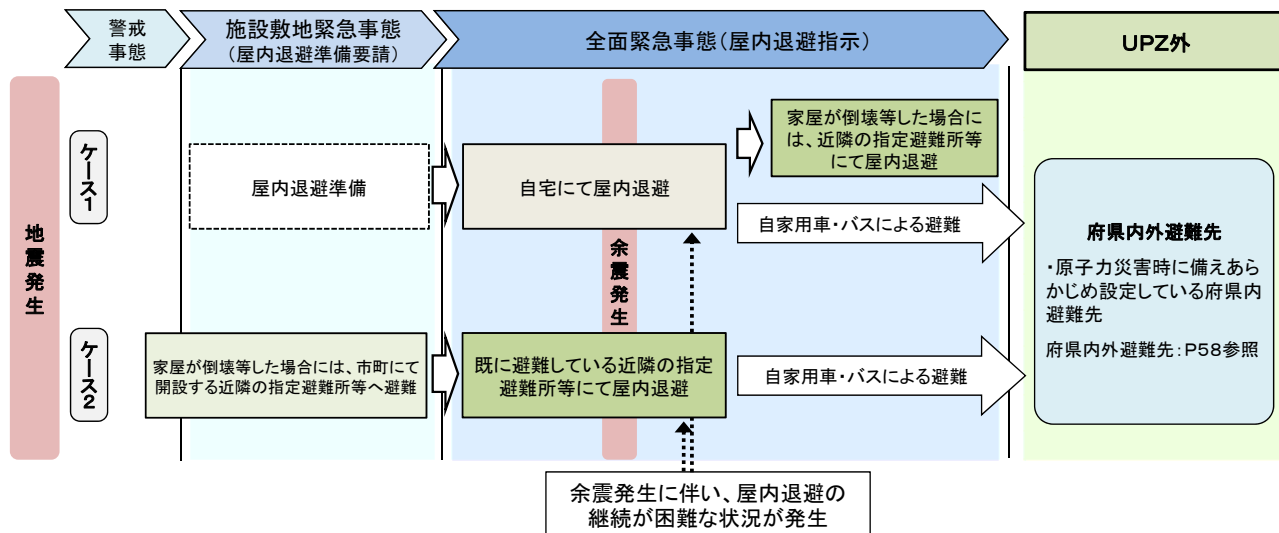 警戒
事態
施設敷地緊急事態
(屋内退避準備要請)
全面緊急事態(屋内退避指示)
UPZ外
地震発生
ケース1
屋内退避準備
自宅にて屋内退避
家屋が倒壊等した場合に
は、近隣の指定避難所等
にて屋内退避
自家用車・バスによる避難
余震発生
ケース2
家屋が倒壊等した場合には、市町にて
開設する近隣の指定避難所等へ避難
既に避難している近隣の指定
避難所等にて屋内退避
自家用車・バスによる避難
府県内外避難先
・原子力災害時に備えあら
かじめ設定している府県内
避難先
府県内外避難先:P58参照
余震発生に伴い、屋内退避の
継続が困難な状況が発生